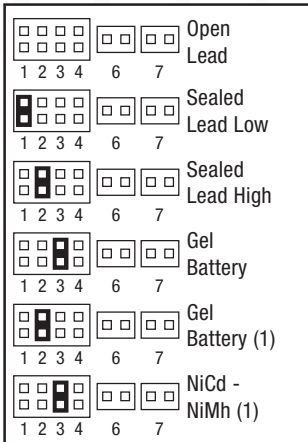 Open
Lead
1 2 3 4 6 7
Sealed
Lead Low
1 2 3 4 6 7
Sealed
Lead High
1 2 3 4 6 7
Gel
Battery
1 2 3 4 6 7
Gel
Battery (1)
1 2 3 4 6 7
NiCd -
NiMh (1)
1 2 3 4 6 7